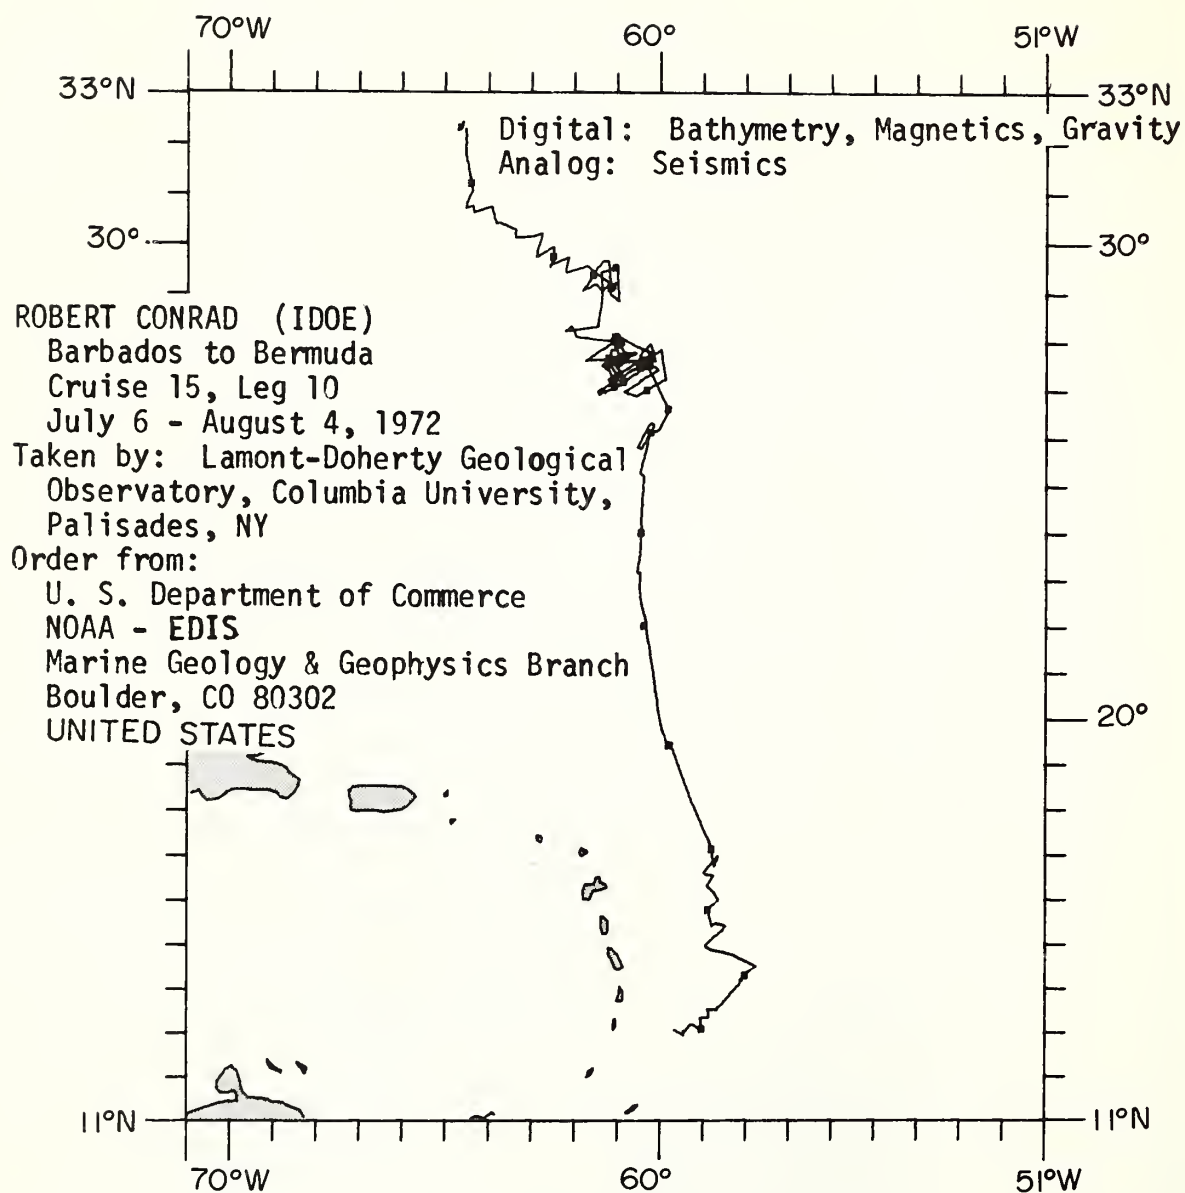 70°W 60° 51°W
33°N 33°N
Digital: Bathymetry, Magnetics, Gravity
Analog: Seismics
30° 30°
ROBERT CONRAD (IDOE)
Barbados to Bermuda
Cruise 15, Leg 10
July 6 - August 4, 1972
Taken by: Lamont-Doherty Geological
Observatory, Columbia University,
Palisades, NY
Order from:
U. S. Department of Commerce
NOAA - EDIS
Marine Geology & Geophysics Branch
Boulder, CO 80302
20°
UNITED STATES
11°N 11°N
70°W 60° 51°W